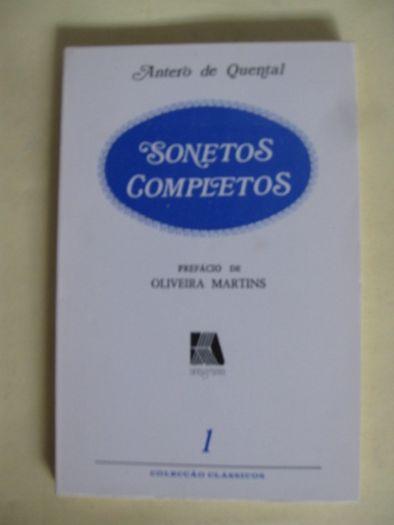 Antero de Quental
SONETOS
COMPLETOS
PREFÁCIO DE
OLIVEIRA MARTINS
1
COLECÇÃO CLÁSSICOS